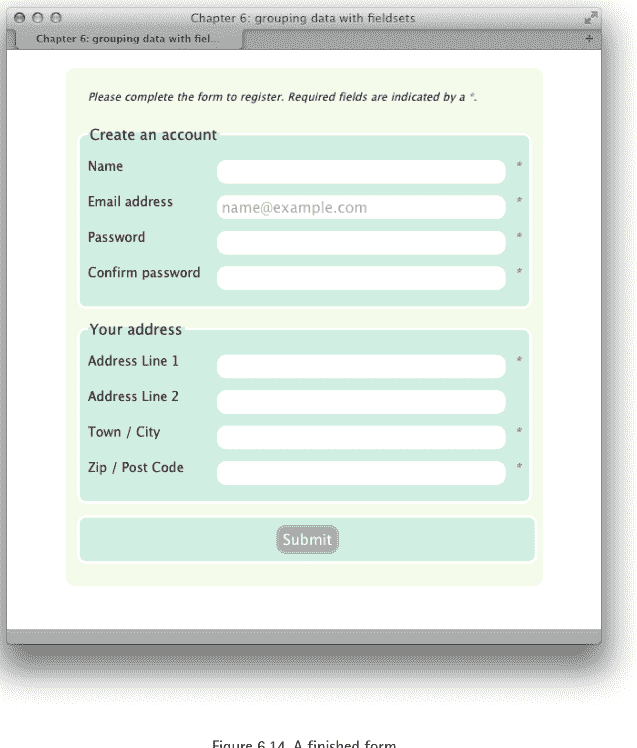 Chapter 6: grouping data with fieldsets
Chapter 6: grouping data with fiel...
Please complete the form to register. Required fields are indicated by a *.
Create an account
Name *
Email address name@example.com *
Password *
Confirm password *
Your address
Address Line 1 *
Address Line 2
Town / City *
Zip / Post Code *
Submit
Figure 6.14. A finished form